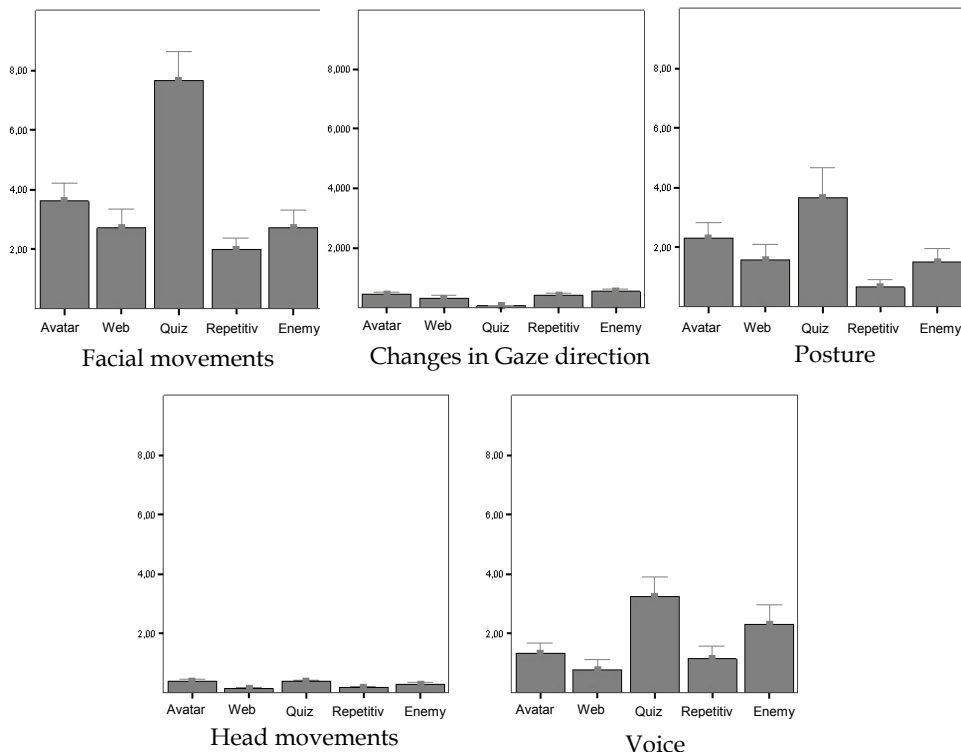 8,00
6,00
4,00
2,00
Avatar Web Quiz Repetitiv Enemy
Facial movements
8,000
6,000
4,000
2,000
Avatar Web Quiz Repetitiv Enemy
Changes in Gaze direction
8,00
6,00
4,00
2,00
Avatar Web Quiz Repetitiv Enemy
Posture
8,00
6,00
4,00
2,00
Avatar Web Quiz Repetitiv Enemy
Head movements
8,00
6,00
4,00
2,00
Avatar Web Quiz Repetitiv Enemy
Voice